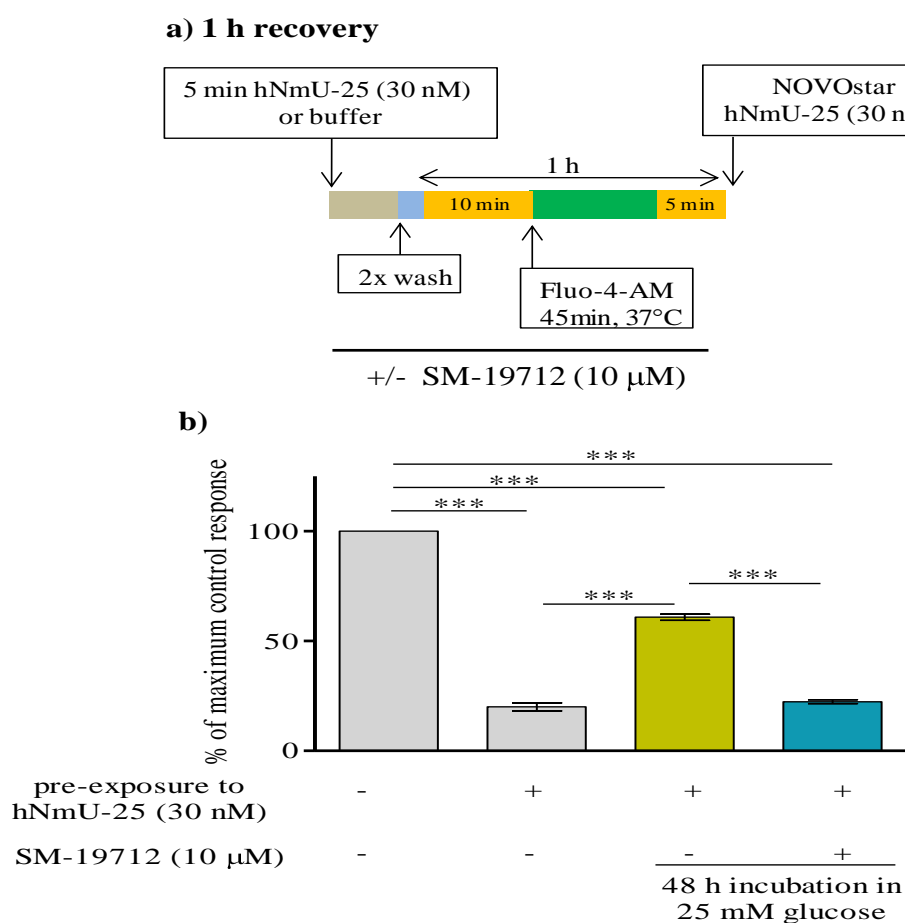 a) 1 h recovery
5 min hNmU-25 (30 nM)
or buffer
NOVOstar
hNmU-25 (30 n
1 h
10 min
5 min
2x wash
Fluo-4-AM
45min, 37°C
+/- SM-19712 (10 μM)
b)
% of maximum control response
100
50
0
***
***
***
***
***
pre-exposure to
hNmU-25 (30 nM)
- + + +
SM-19712 (10 μM)
- - - +
48 h incubation in
25 mM glucose